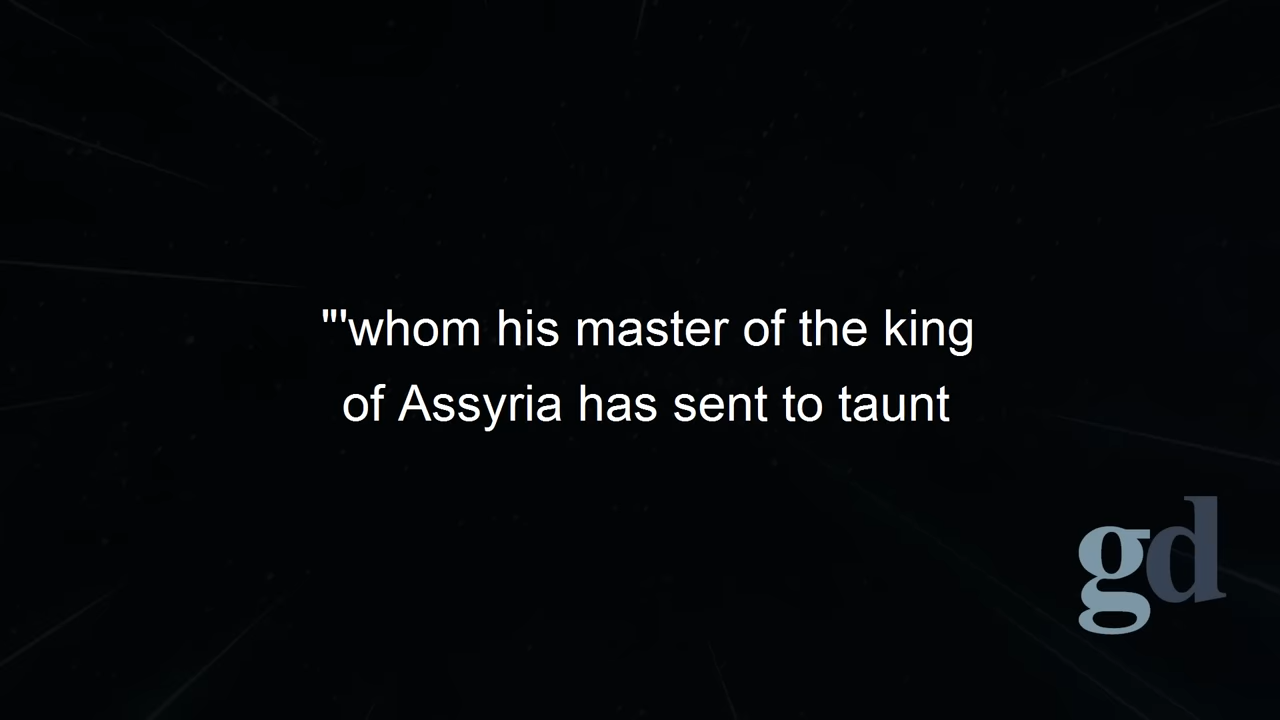 "'whom his master of the king
of Assyria has sent to taunt
gd